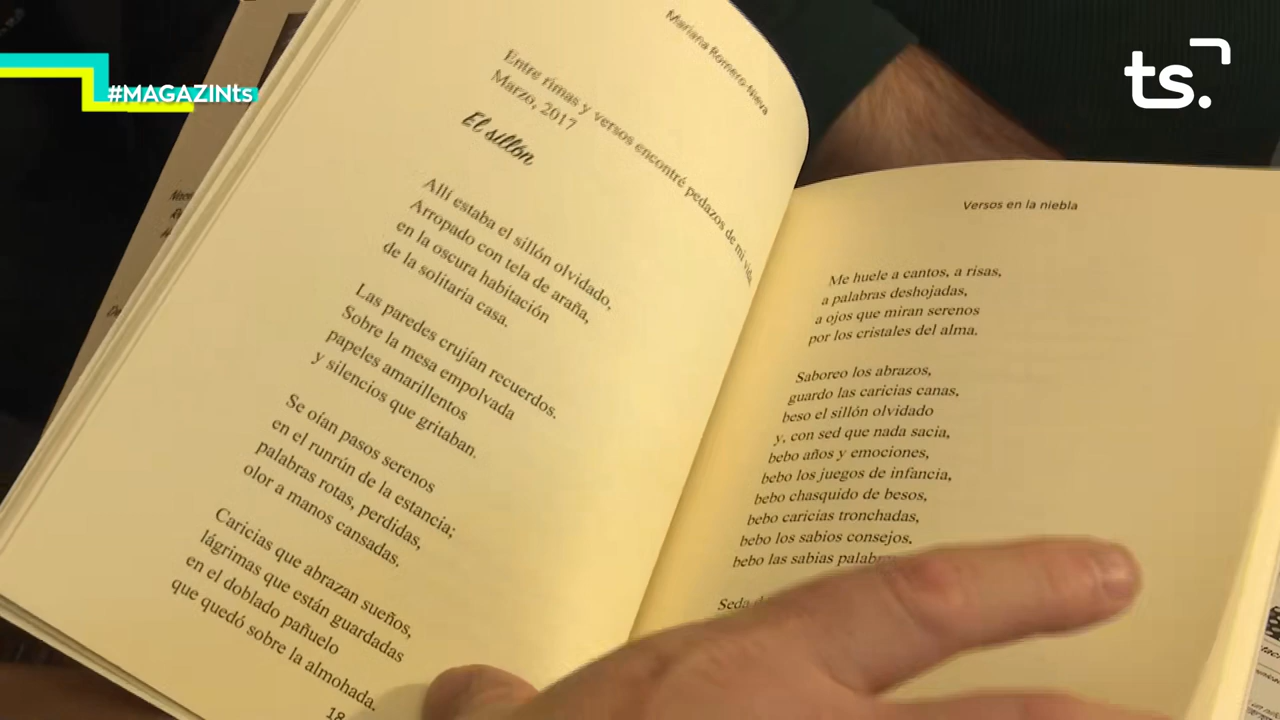 #MAGAZINts
ts.
Mariana Romero-Nieva
Entre rimas y versos encontré pedazos de mi vida
Marzo, 2017
El sillón
Allí estaba el sillón olvidado,
Arropado con tela de araña,
en la oscura habitación
de la solitaria casa.
Las paredes crujían recuerdos.
Sobre la mesa empolvada
papeles amarillentos
y silencios que gritaban.
Se oían pasos serenos
en el runrún de la estancia;
palabras rotas, perdidas,
olor a manos cansadas.
Caricias que abrazan sueños,
lágrimas que están guardadas
en el doblado pañuelo
que quedó sobre la almohada.
18
Versos en la niebla
Me huele a cantos, a risas,
a palabras deshojadas,
a ojos que miran serenos
por los cristales del alma.
Saboreo los abrazos,
guardo las caricias canas,
beso el sillón olvidado
y, con sed que nada sacia,
bebo años y emociones,
bebo los juegos de infancia,
bebo chasquido de besos,
bebo caricias tronchadas,
bebo los sabios consejos,
bebo las sabias palabras
Seda